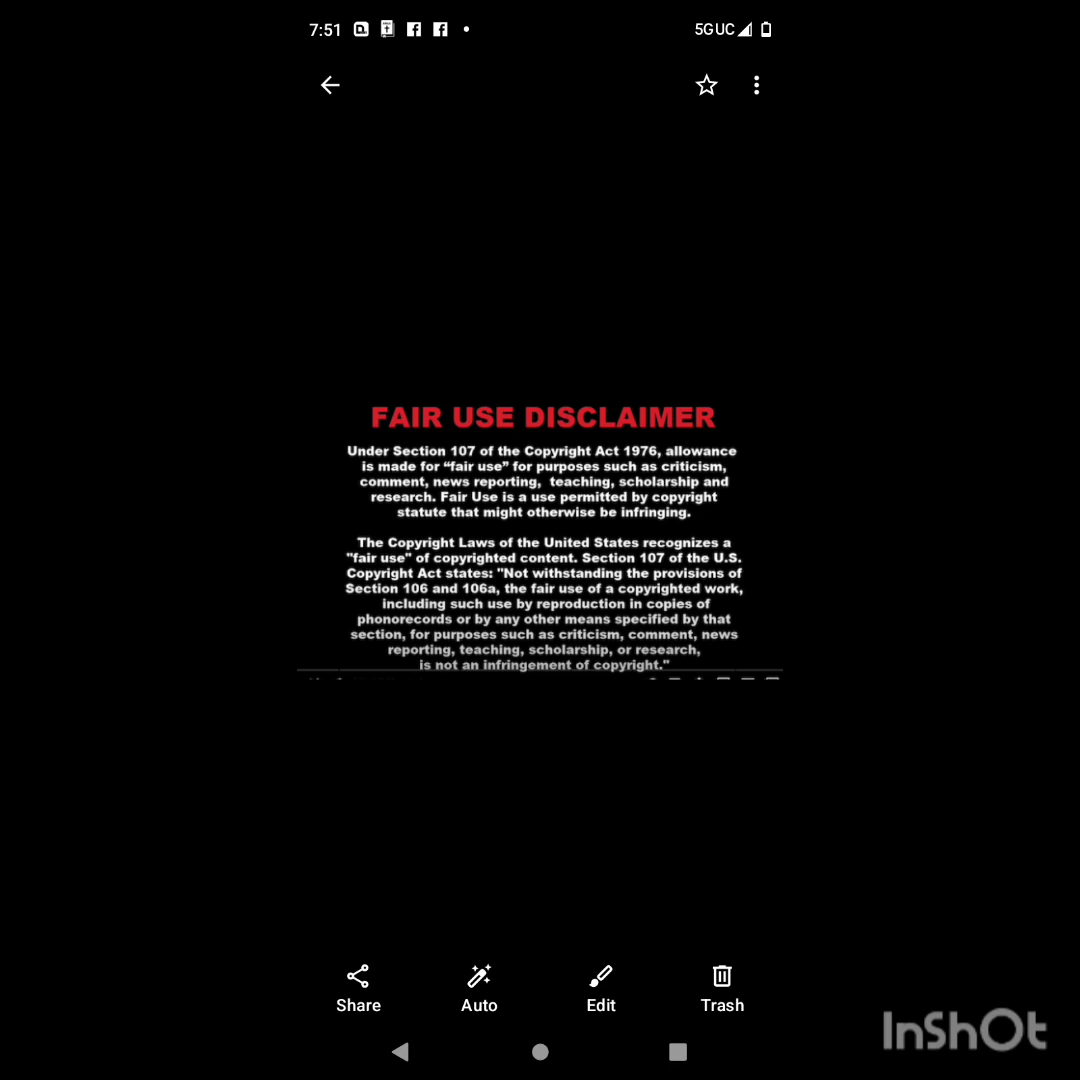 7:51
5GUC
FAIR USE DISCLAIMER
Under Section 107 of the Copyright Act 1976, allowance
is made for “fair use” for purposes such as criticism,
comment, news reporting, teaching, scholarship and
research. Fair Use is a use permitted by copyright
statute that might otherwise be infringing.
The Copyright Laws of the United States recognizes a
"fair use" of copyrighted content. Section 107 of the U.S.
Copyright Act states: "Not withstanding the provisions of
Section 106 and 106a, the fair use of a copyrighted work,
including such use by reproduction in copies of
phonorecords or by any other means specified by that
section, for purposes such as criticism, comment, news
reporting, teaching, scholarship, or research,
is not an infringement of copyright."
Share
Auto
Edit
Trash
InShOt